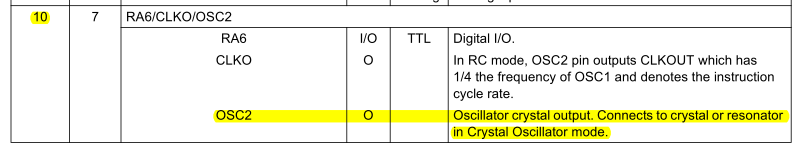 10 7 RA6/CLKO/OSC2
RA6 I/O TTL Digital I/O.
CLKO O In RC mode, OSC2 pin outputs CLKOUT which has
1/4 the frequency of OSC1 and denotes the instruction
cycle rate.
OSC2 O Oscillator crystal output. Connects to crystal or resonator
in Crystal Oscillator mode.